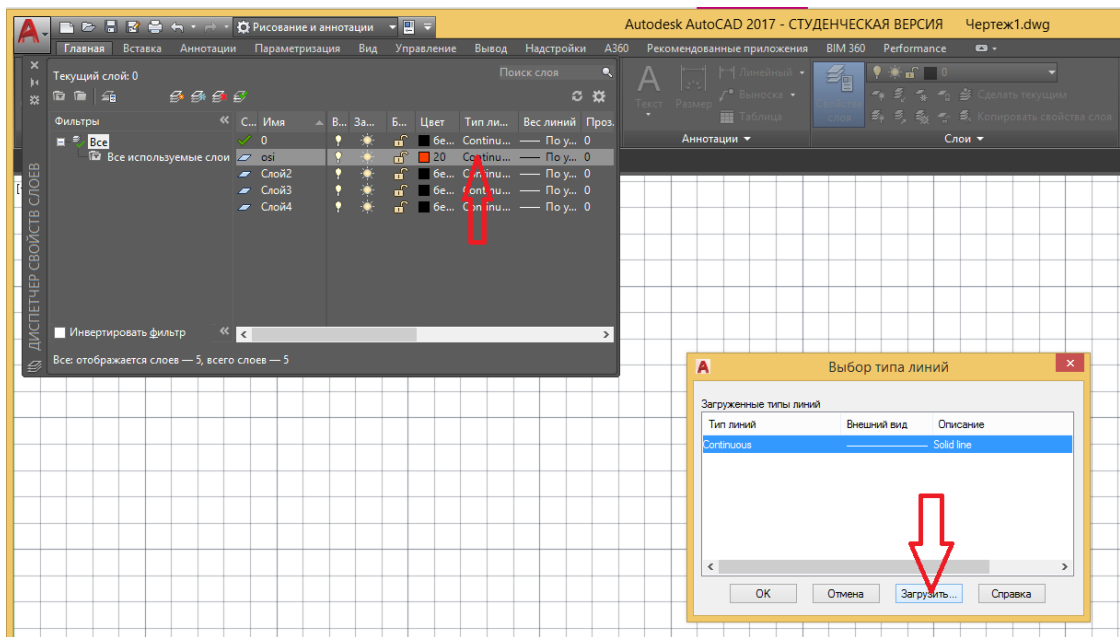 Autodesk AutoCAD 2017 - СТУДЕНЧЕСКАЯ ВЕРСИЯ Чертеж1.dwg
Рисование и аннотации
Главная Вставка Аннотации Параметризация Вид Управление Вывод Надстройки A360 Рекомендованные приложения BIM 360 Performance
Текущий слой: 0
Поиск слоя
Фильтры
С... Имя В... За... Б... Цвет Тип ли... Вес линий Проз.
Все
Все используемые слои
0 бе... Continu... По у... 0
osi 20 Continu... По у... 0
Слой2 бе... Continu... По у... 0
Слой3 бе... Continu... По у... 0
Слой4 бе... Continu... По у... 0
Инвертировать фильтр
Все: отображается слоев — 5, всего слоев — 5
ДИСПЕТЧЕР СВОЙСТВ СЛОЕВ
Текст
Размер
Линейный
Выноска
Таблица
Аннотации
Свойства слоя
0
Сделать текущим
Копировать свойства слоя
Слои
Выбор типа линий
Загруженные типы линий
Тип линий Внешний вид Описание
Continuous Solid line
OK Отмена Загрузить... Справка